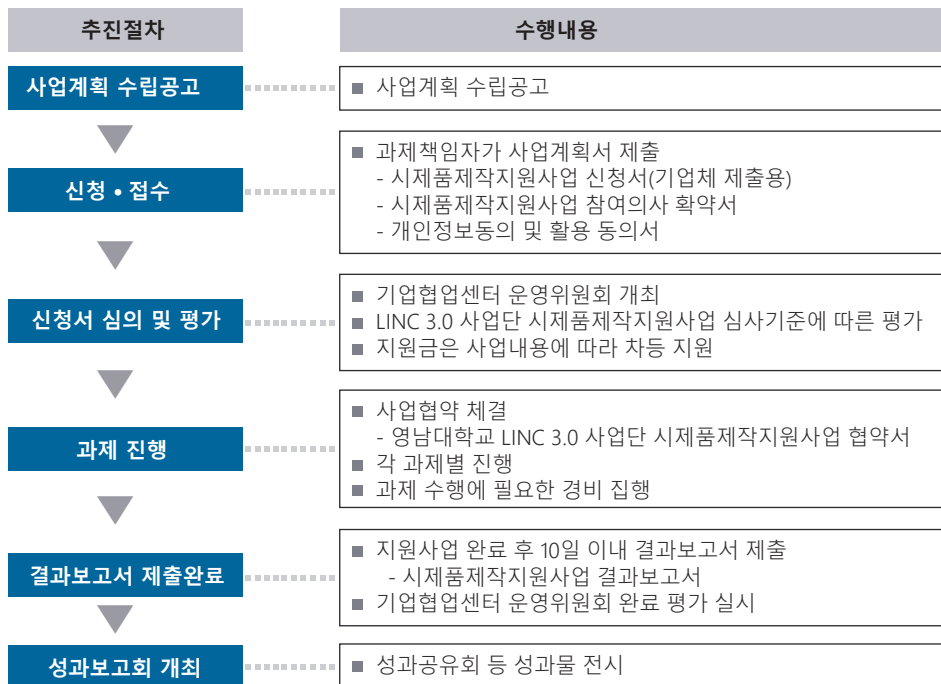 추진절차
수행내용
사업계획 수립공고
■ 사업계획 수립공고
신청 • 접수
■ 과제책임자가 사업계획서 제출
- 시제품제작지원사업 신청서(기업체 제출용)
- 시제품제작지원사업 참여의사 확약서
- 개인정보동의 및 활용 동의서
신청서 심의 및 평가
■ 기업협업센터 운영위원회 개최
■ LINC 3.0 사업단 시제품제작지원사업 심사기준에 따른 평가
■ 지원금은 사업내용에 따라 차등 지원
과제 진행
■ 사업협약 체결
- 영남대학교 LINC 3.0 사업단 시제품제작지원사업 협약서
■ 각 과제별 진행
■ 과제 수행에 필요한 경비 집행
결과보고서 제출완료
■ 지원사업 완료 후 10일 이내 결과보고서 제출
- 시제품제작지원사업 결과보고서
■ 기업협업센터 운영위원회 완료 평가 실시
성과보고회 개최
■ 성과공유회 등 성과물 전시